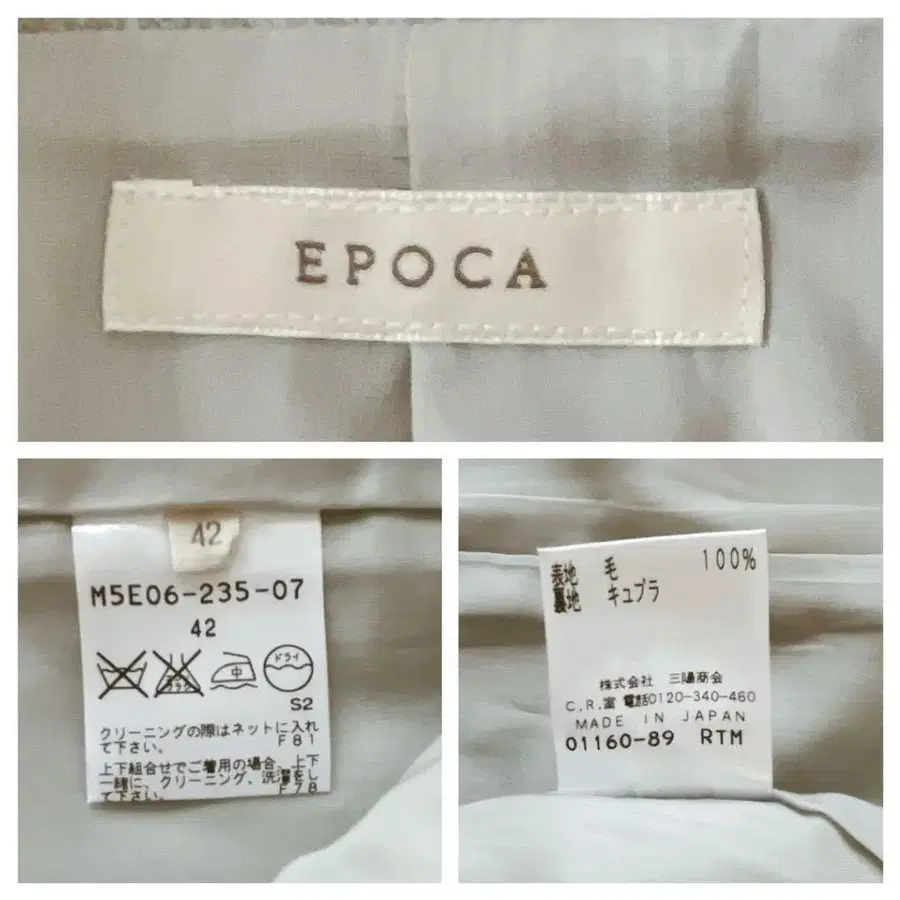 EPOCA
42
M5E06-235-07
42
中
ドライ
S2
クリーニングの際はネットに入れ
て下さい。 F81
上下組合せでご着用の場合、上下
一緒に、クリーニング、洗濯をし
て下さい。 F78
表地 毛 100%
裏地 キュプラ
株式会社 三陽商会
C.R.室 電話0120-340-460
MADE IN JAPAN
01160-89 RTM